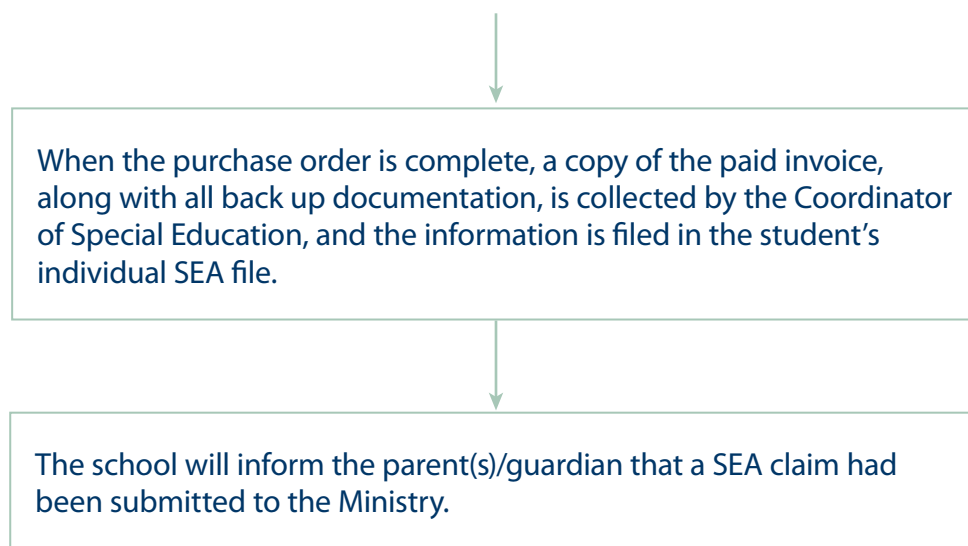 When the purchase order is complete, a copy of the paid invoice,
along with all back up documentation, is collected by the Coordinator
of Special Education, and the information is filed in the student’s
individual SEA file.
The school will inform the parent(s)/guardian that a SEA claim had
been submitted to the Ministry.